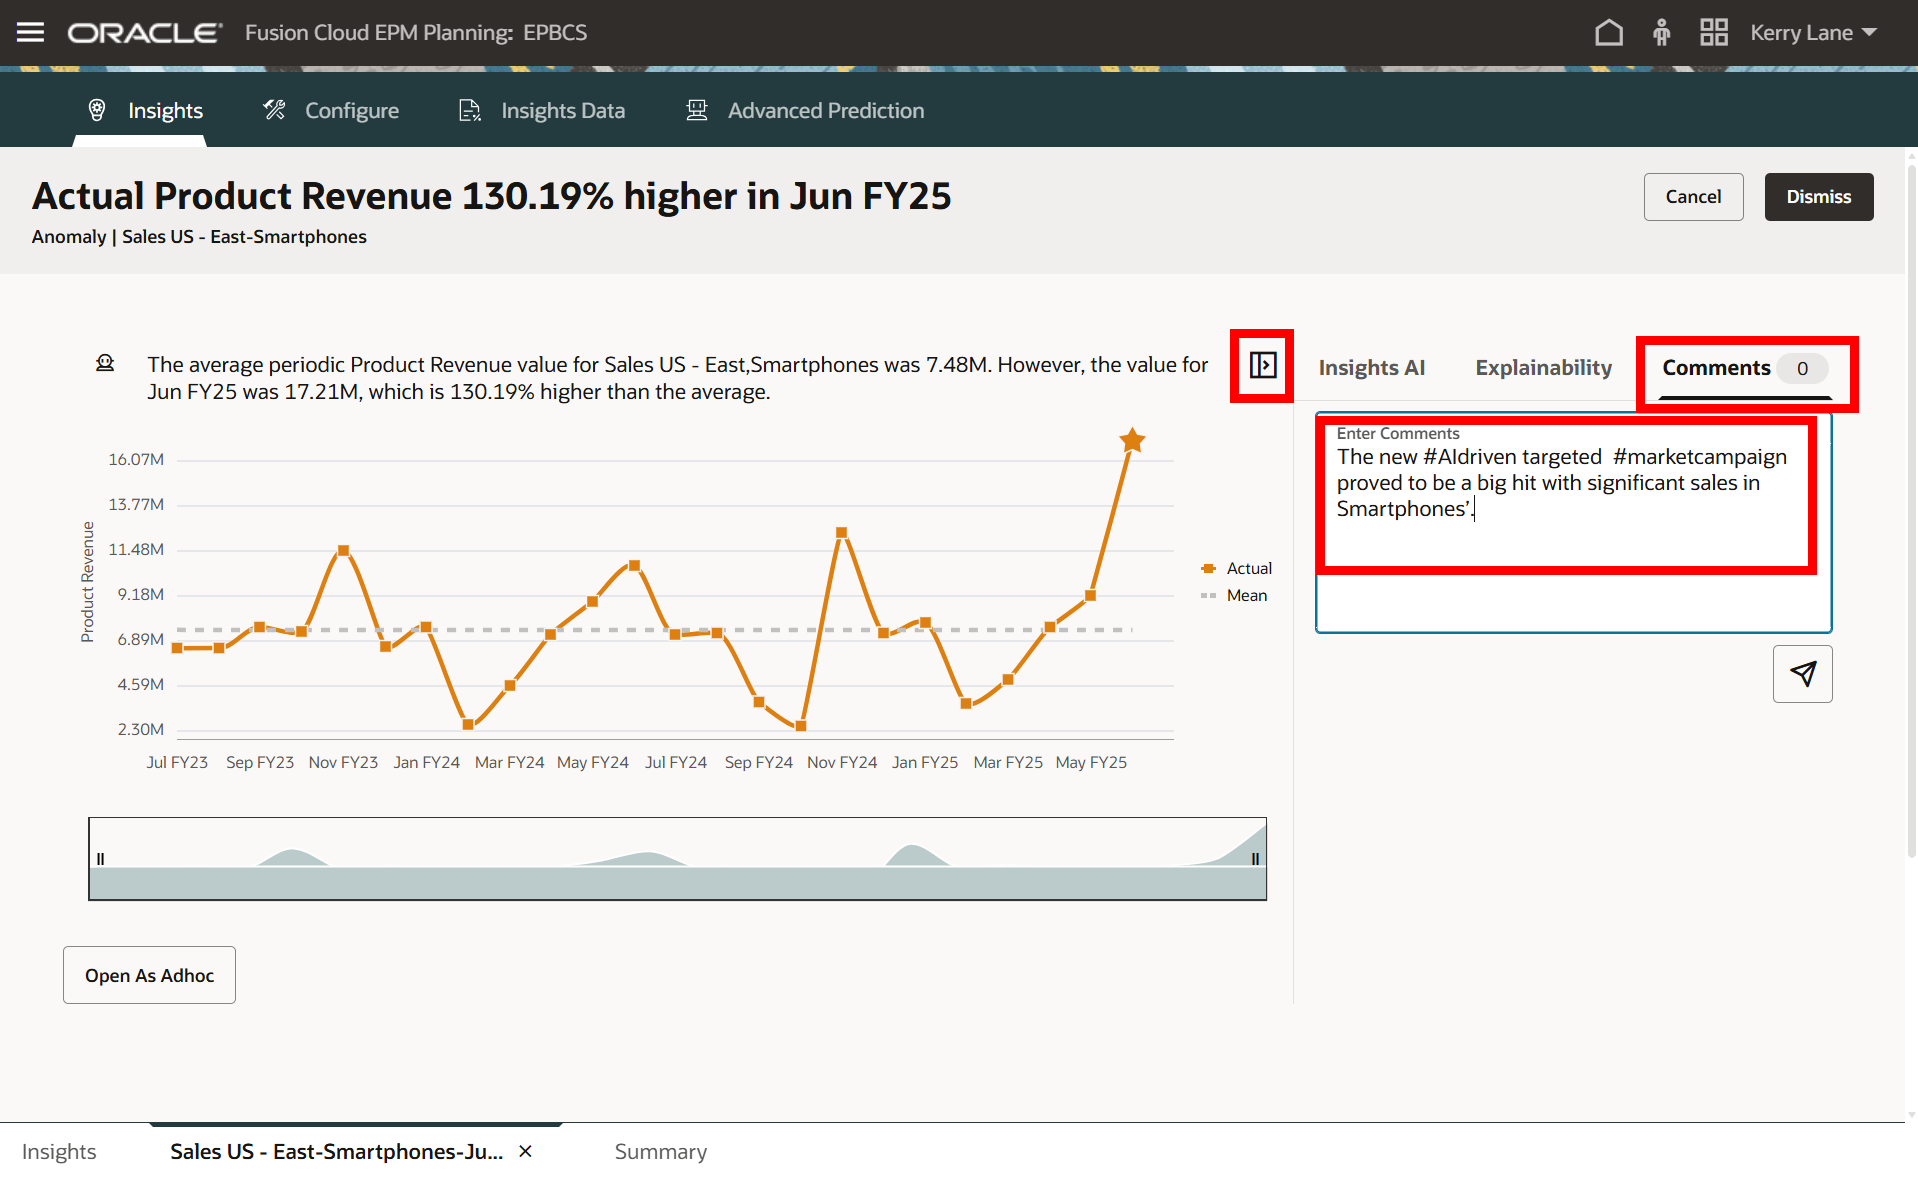 ORACLE Fusion Cloud EPM Planning: EPBCS
Kerry Lane
Insights
Configure
Insights Data
Advanced Prediction
Actual Product Revenue 130.19% higher in Jun FY25
Anomaly | Sales US - East-Smartphones
Cancel
Dismiss
The average periodic Product Revenue value for Sales US - East,Smartphones was 7.48M. However, the value for
Jun FY25 was 17.21M, which is 130.19% higher than the average.
Product Revenue
16.07M
13.77M
11.48M
9.18M
6.89M
4.59M
2.30M
Jul FY23 Sep FY23 Nov FY23 Jan FY24 Mar FY24 May FY24 Jul FY24 Sep FY24 Nov FY24 Jan FY25 Mar FY25 May FY25
Actual
Mean
Insights AI
Explainability
Comments 0
Enter Comments
The new #AIdriven targeted  #marketcampaign
proved to be a big hit with significant sales in
Smartphones’.
Open As Adhoc
Insights
Sales US - East-Smartphones-Ju...
Summary